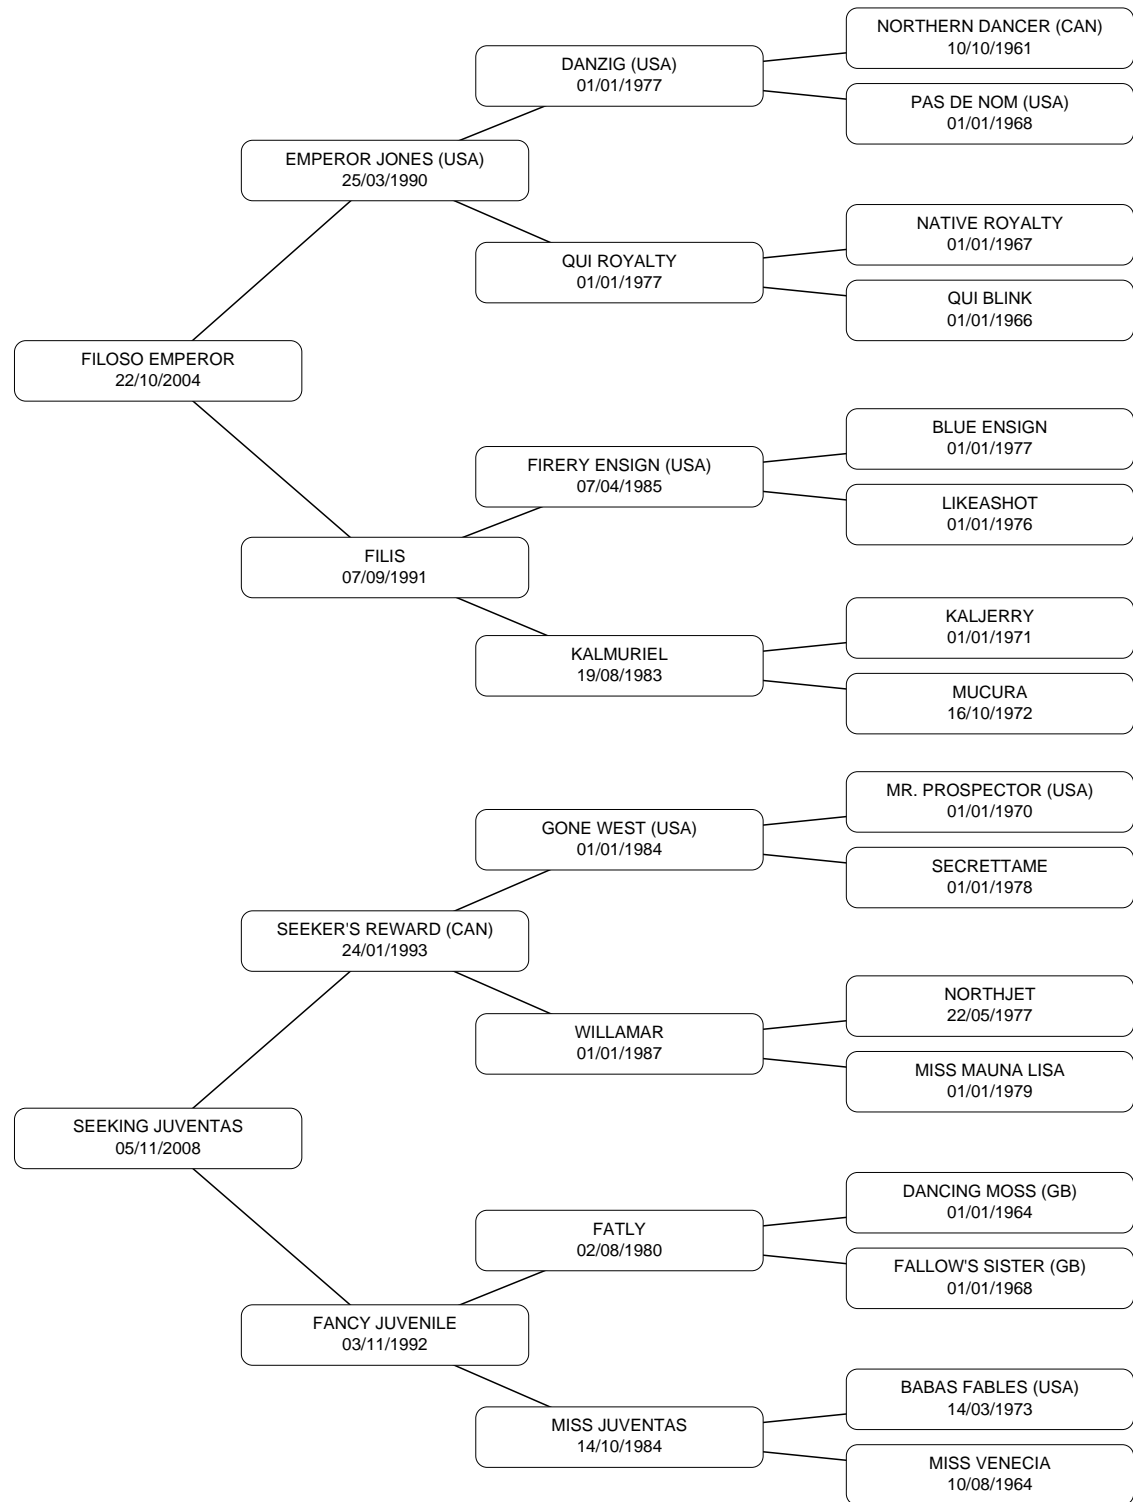 NORTHERN DANCER (CAN)
10/10/1961
DANZIG (USA)
01/01/1977
PAS DE NOM (USA)
01/01/1968
EMPEROR JONES (USA)
25/03/1990
NATIVE ROYALTY
01/01/1967
QUI ROYALTY
01/01/1977
QUI BLINK
01/01/1966
FILOSO EMPEROR
22/10/2004
BLUE ENSIGN
01/01/1977
FIRERY ENSIGN (USA)
07/04/1985
LIKEASHOT
01/01/1976
FILIS
07/09/1991
KALJERRY
01/01/1971
KALMURIEL
19/08/1983
MUCURA
16/10/1972
MR. PROSPECTOR (USA)
01/01/1970
GONE WEST (USA)
01/01/1984
SECRETTAME
01/01/1978
SEEKER'S REWARD (CAN)
24/01/1993
NORTHJET
22/05/1977
WILLAMAR
01/01/1987
MISS MAUNA LISA
01/01/1979
SEEKING JUVENTAS
05/11/2008
DANCING MOSS (GB)
01/01/1964
FATLY
02/08/1980
FALLOW'S SISTER (GB)
01/01/1968
FANCY JUVENILE
03/11/1992
BABAS FABLES (USA)
14/03/1973
MISS JUVENTAS
14/10/1984
MISS VENECIA
10/08/1964